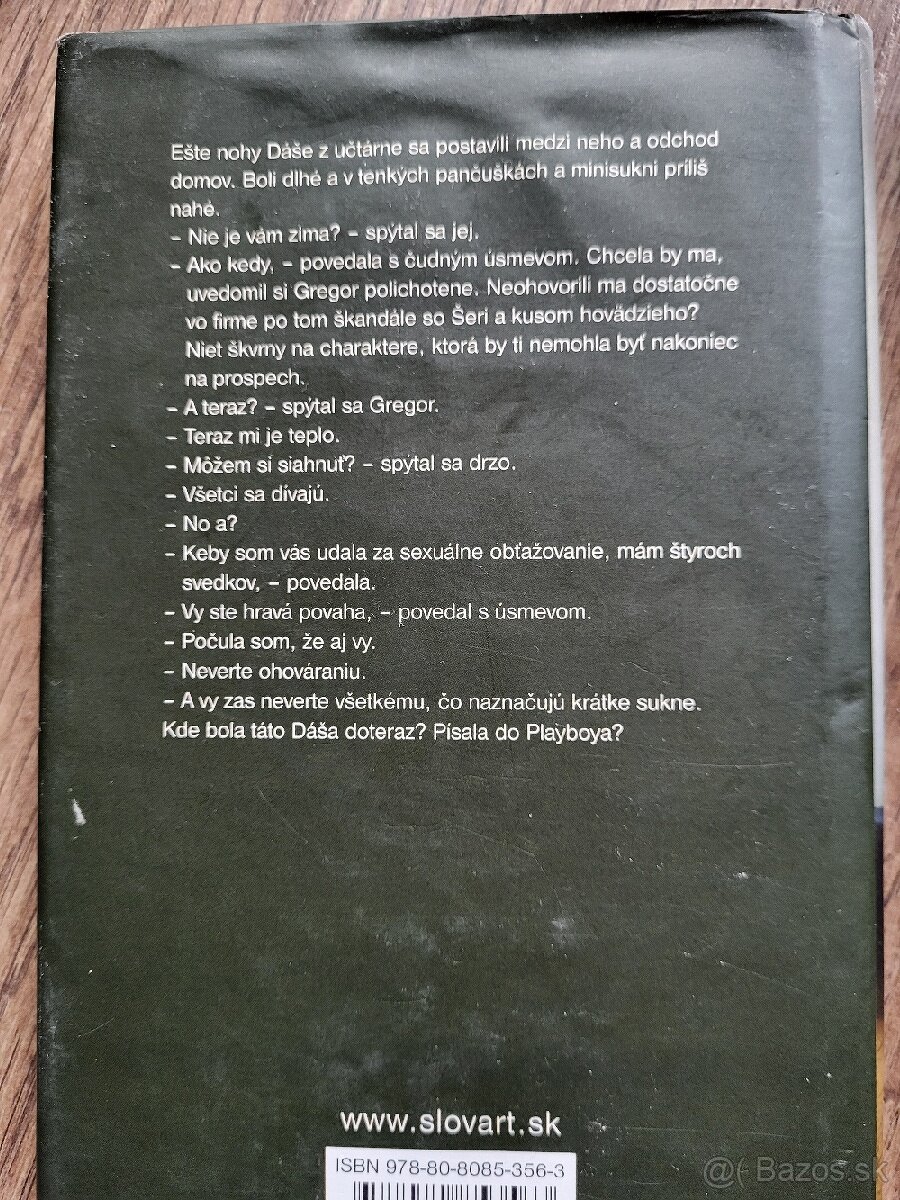 Ešte nohy Dáše z učtárne sa postavili medzi neho a odchod
domov. Boli dlhé a v tenkých pančuškách a minisukni príliš
nahé.
– Nie je vám zima? – spýtal sa jej.
– Ako kedy, – povedala s čudným úsmevom. Chcela by ma,
uvedomil si Gregor polichotene. Neohovorili ma dostatočne
vo firme po tom škandále so Šeri a kusom hovädzieho?
Niet škvrny na charaktere, ktorá by ti nemohla byť nakoniec
na prospech.
– A teraz? – spýtal sa Gregor.
– Teraz mi je teplo.
– Môžem si siahnuť? – spýtal sa drzo.
– Všetci sa dívajú.
– No a?
– Keby som vás udala za sexuálne obťažovanie, mám štyroch
svedkov, – povedala.
– Vy ste hravá povaha, – povedal s úsmevom.
– Počula som, že aj vy.
– Neverte ohováraniu.
– A vy zas neverte všetkému, čo naznačujú krátke sukne.
Kde bola táto Dáša doteraz? Písala do Playboya?
www.slovart.sk
ISBN 978-80-8085-356-3
@( Bazos.sk